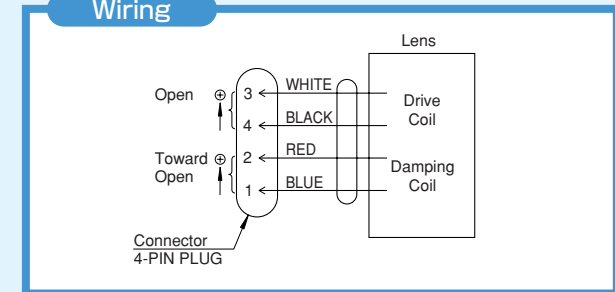 Wiring
Lens
Open ⊕ 3 WHITE Drive
4 BLACK Coil
Toward ⊕ 2 RED Damping
Open 1 BLUE Coil
Connector
4-PIN PLUG